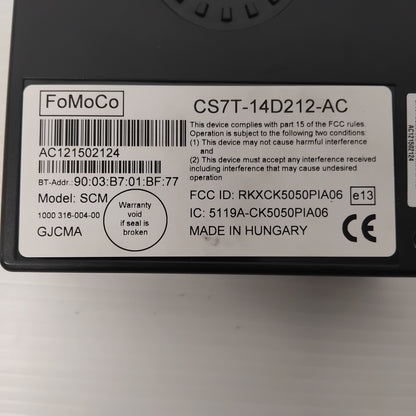 FoMoCo
CS7T-14D212-AC
This device complies with part 15 of the FCC rules.
Operation is subject to the following two conditions:
(1) This device may not cause harmful interference
and
(2) This device must accept any interference received
including interference that may cause undesired
operation
AC121502124
BT-Addr.: 90:03:B7:01:BF:77
Model: SCM
1000 316-004-00
GJCMA
Warranty
void
if seal is
broken
FCC ID: RKXCK5050PIA06
e13
IC: 5119A-CK5050PIA06
MADE IN HUNGARY
CE
AC121502124